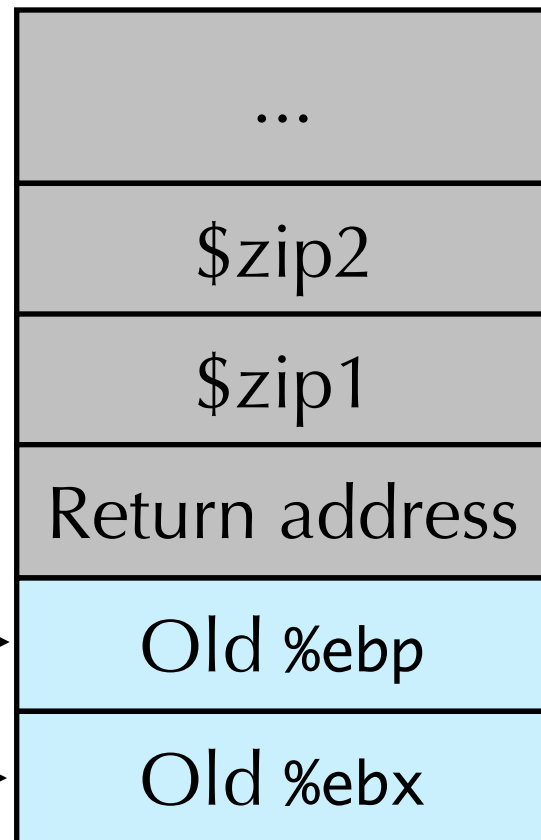 ...
$zip2
$zip1
Return address
Old %ebp
Old %ebx